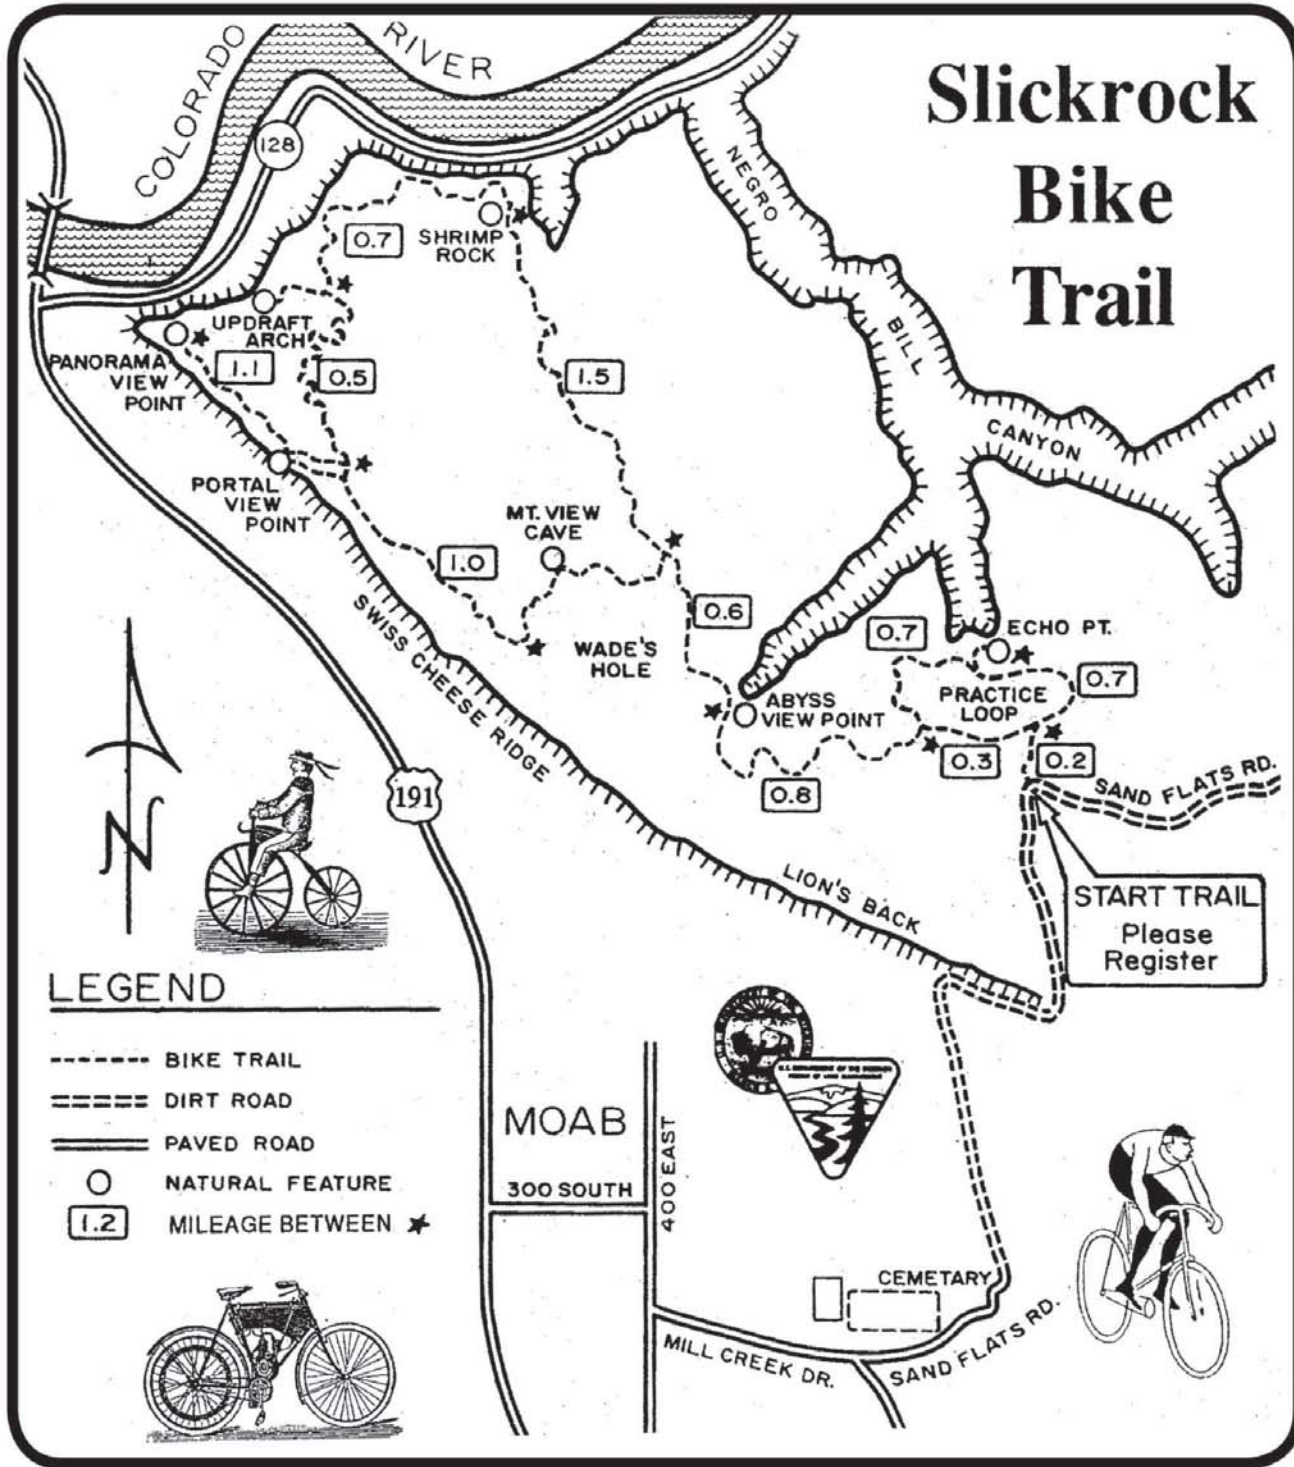 Slickrock
Bike
Trail
COLORADO
RIVER
128
NEGRO
BILL
CANYON
0.7
SHRIMP
ROCK
UPDRAFT
ARCH
PANORAMA
VIEW
POINT
1.1
0.5
1.5
PORTAL
VIEW
POINT
MT. VIEW
CAVE
1.0
0.6
WADE'S
HOLE
SWISS CHEESE RIDGE
0.7
ECHO PT.
0.7
PRACTICE
LOOP
ABYSS
VIEW POINT
0.3
0.2
0.8
SAND FLATS RD.
191
N
LION'S BACK
START TRAIL
Please
Register
LEGEND
BIKE TRAIL
DIRT ROAD
PAVED ROAD
NATURAL FEATURE
1.2 MILEAGE BETWEEN
MOAB
300 SOUTH
400 EAST
CEMETARY
MILL CREEK DR.
SAND FLATS RD.